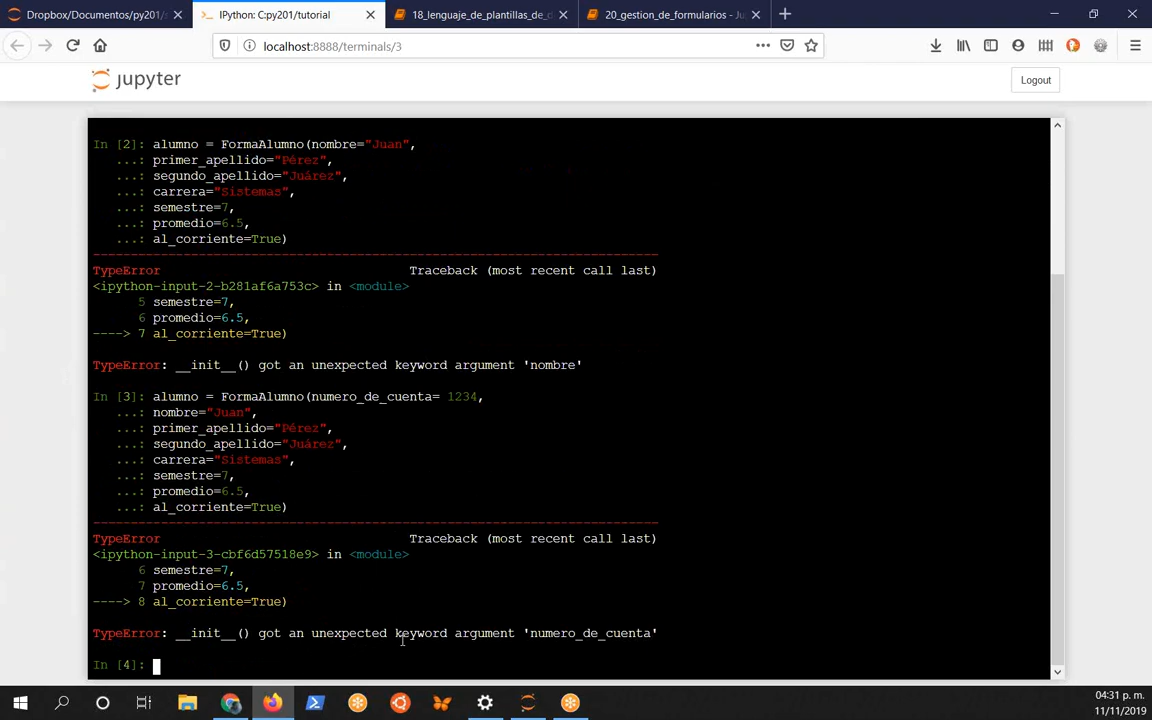 Dropbox/Documentos/py201/
IPython: C:py201/tutorial
18_lenguaje_de_plantillas_de_d
20_gestion_de_formularios - Ju
localhost:8888/terminals/3
jupyter
Logout
In [2]: alumno = FormaAlumno(nombre="Juan",
...: primer_apellido="Pérez",
...: segundo_apellido="Juárez",
...: carrera="Sistemas",
...: semestre=7,
...: promedio=6.5,
...: al_corriente=True)
---------------------------------------------------------------------------
TypeError Traceback (most recent call last)
<ipython-input-2-b281af6a753c> in <module>
5 semestre=7,
6 promedio=6.5,
----> 7 al_corriente=True)
TypeError: __init__() got an unexpected keyword argument 'nombre'
In [3]: alumno = FormaAlumno(numero_de_cuenta= 1234,
...: nombre="Juan",
...: primer_apellido="Pérez",
...: segundo_apellido="Juárez",
...: carrera="Sistemas",
...: semestre=7,
...: promedio=6.5,
...: al_corriente=True)
---------------------------------------------------------------------------
TypeError Traceback (most recent call last)
<ipython-input-3-cbf6d57518e9> in <module>
6 semestre=7,
7 promedio=6.5,
----> 8 al_corriente=True)
TypeError: __init__() got an unexpected keyword argument 'numero_de_cuenta'
In [4]:
04:31 p. m.
11/11/2019